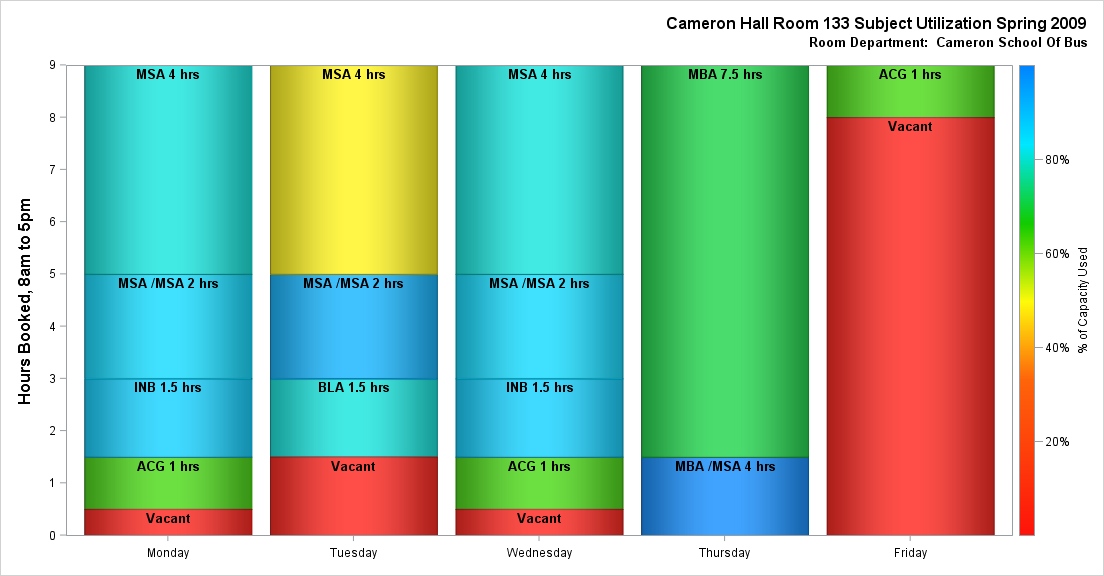 Cameron Hall Room 133 Subject Utilization Spring 2009
Room Department: Cameron School Of Bus
Hours Booked, 8am to 5pm
9
8
7
6
5
4
3
2
1
0
MSA 4 hrs
MSA /MSA 2 hrs
INB 1.5 hrs
ACG 1 hrs
Vacant
Monday
MSA 4 hrs
MSA /MSA 2 hrs
BLA 1.5 hrs
Vacant
Tuesday
MSA 4 hrs
MSA /MSA 2 hrs
INB 1.5 hrs
ACG 1 hrs
Vacant
Wednesday
MBA 7.5 hrs
MBA /MSA 4 hrs
Thursday
ACG 1 hrs
Vacant
Friday
80%
60%
40%
20%
% of Capacity Used